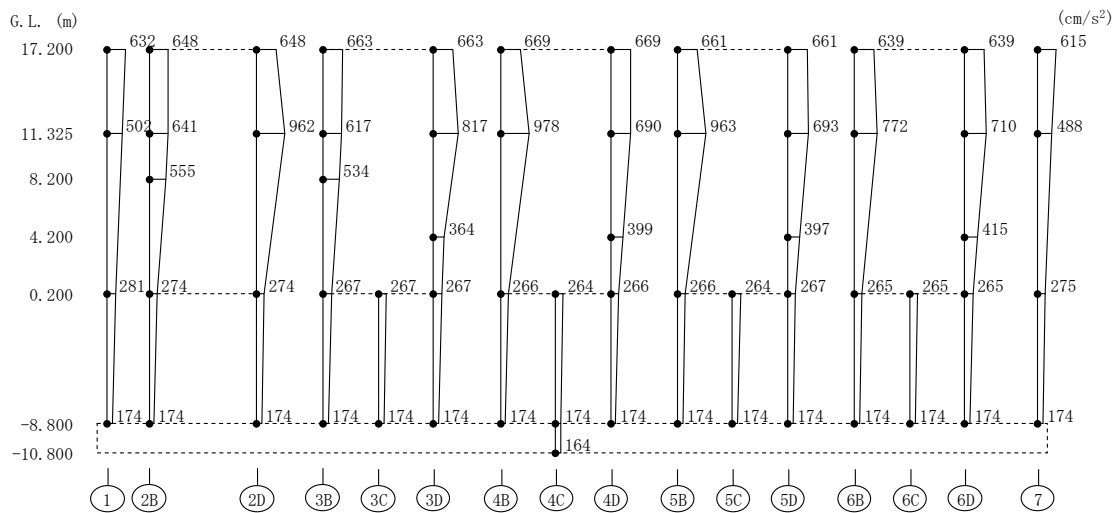 G.L. (m) (cm/s²)
17.200 632 648 648 663 663 669 669 661 661 639 639 615
11.325 502 641 962 617 817 978 690 963 693 772 710 488
8.200 555 534
4.200 364 399 397 415
0.200 281 274 274 267 267 267 266 264 266 266 264 267 265 265 265 275
-8.800 174 174 174 174 174 174 174 174 174 174 174 174 174 174 174 174
-10.800 164
1 2B 2D 3B 3C 3D 4B 4C 4D 5B 5C 5D 6B 6C 6D 7